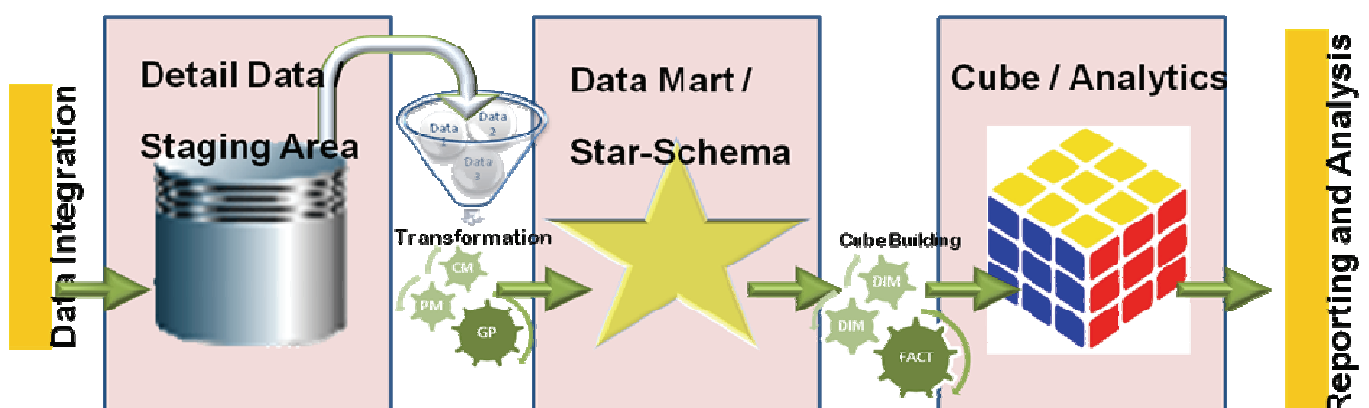 Data Integration
Detail Data /
Staging Area
Data
1
Data
2
Data
3
Transformation
CM
PM
GP
Data Mart /
Star-Schema
Cube Building
DIM
DIM
FACT
Cube / Analytics
Reporting and Analysis